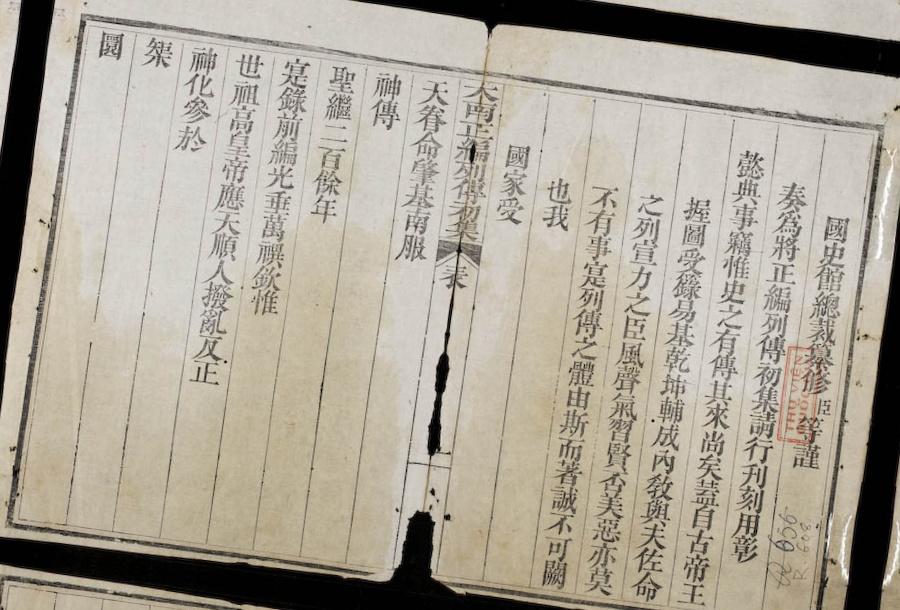 國史館總裁纂修臣等謹
奏為將正編列傳初集請行刊刻用彰
懿典事竊惟史之有傳其來尚矣葢自古帝王
握圖受籙易基乾坤輔成內教與夫佐命
之列宣力之臣風聲氣習賢否美惡亦莫
不有事寔列傳之體由斯而著誠不可闕
也我
國家受
大南正編列傳初集 表
天眷命肇基南服
神傳
聖繼二百餘年
寔錄前編光垂萬禩欽惟
世祖高皇帝應天順人撥亂反正
神化參於
榘
圜
R 608